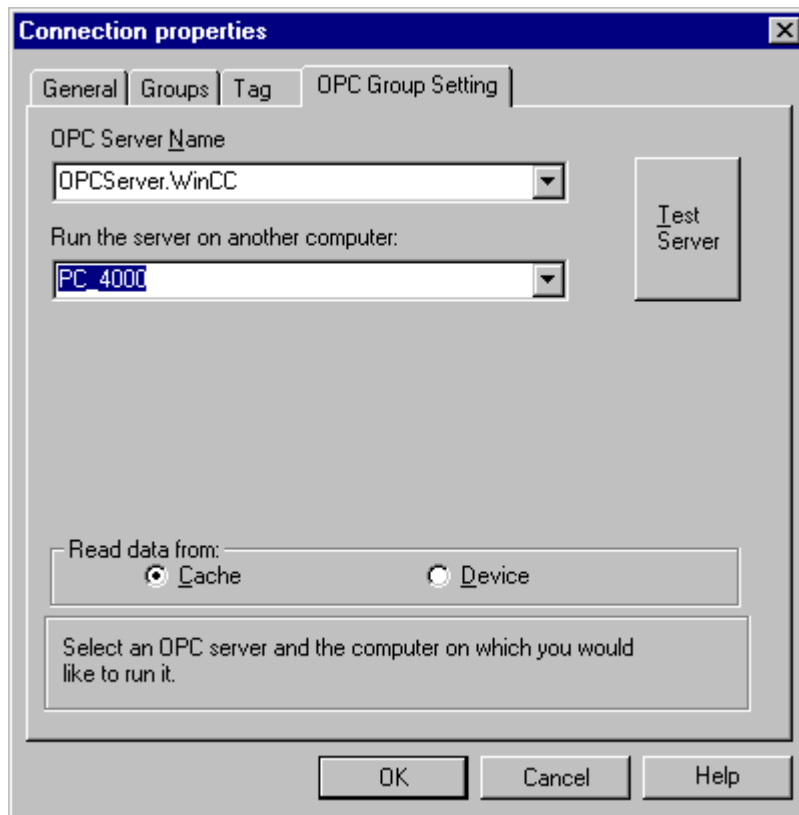 Connection properties
General Groups Tag OPC Group Setting
OPC Server Name
OPCServer.WinCC
Test
Server
Run the server on another computer:
PC_4000
Read data from:
Cache Device
Select an OPC server and the computer on which you would
like to run it.
OK Cancel Help